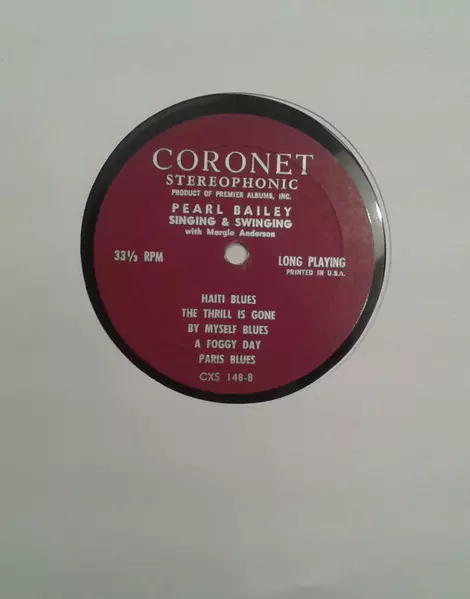 CORONET
STEREOPHONIC
PRODUCT OF PREMIER ALBUMS, INC.
PEARL BAILEY
SINGING & SWINGING
with Margie Anderson
33⅓ RPM
LONG PLAYING
PRINTED IN U.S.A.
HAITI BLUES
THE THRILL IS GONE
BY MYSELF BLUES
A FOGGY DAY
PARIS BLUES
CXS 148-B